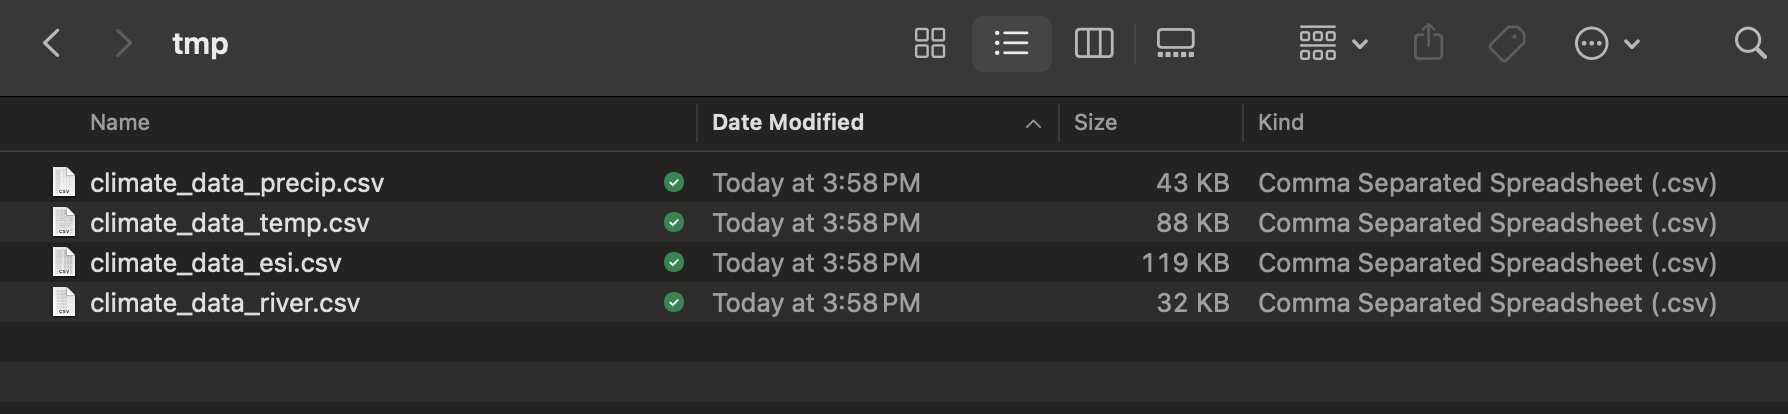 tmp
Name Date Modified Size Kind
climate_data_precip.csv Today at 3:58 PM 43 KB Comma Separated Spreadsheet (.csv)
climate_data_temp.csv Today at 3:58 PM 88 KB Comma Separated Spreadsheet (.csv)
climate_data_esi.csv Today at 3:58 PM 119 KB Comma Separated Spreadsheet (.csv)
climate_data_river.csv Today at 3:58 PM 32 KB Comma Separated Spreadsheet (.csv)